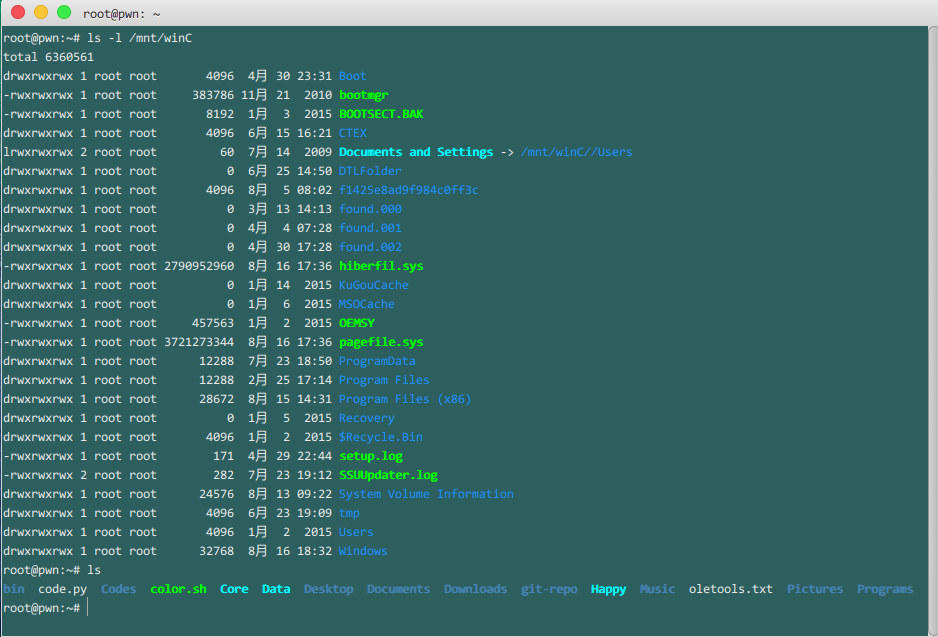 root@pwn: ~
root@pwn:~# ls -l /mnt/winC
total 6360561
drwxrwxrwx 1 root root       4096  4月 30 23:31 Boot
-rwxrwxrwx 1 root root     383786 11月 21  2010 bootmgr
-rwxrwxrwx 1 root root       8192  1月  3  2015 BOOTSECT.BAK
drwxrwxrwx 1 root root       4096  6月 15 16:21 CTEX
lrwxrwxrwx 2 root root         60  7月 14  2009 Documents and Settings -> /mnt/winC//Users
drwxrwxrwx 1 root root          0  6月 25 14:50 DTLFolder
drwxrwxrwx 1 root root       4096  8月  5 08:02 f1425e8ad9f984c0ff3c
drwxrwxrwx 1 root root          0  3月 13 14:13 found.000
drwxrwxrwx 1 root root          0  4月  4 07:28 found.001
drwxrwxrwx 1 root root          0  4月 30 17:28 found.002
-rwxrwxrwx 1 root root 2790952960  8月 16 17:36 hiberfil.sys
drwxrwxrwx 1 root root          0  1月 14  2015 KuGouCache
drwxrwxrwx 1 root root          0  1月  6  2015 MSOCache
-rwxrwxrwx 1 root root     457563  1月  2  2015 OEMSY
-rwxrwxrwx 1 root root 3721273344  8月 16 17:36 pagefile.sys
drwxrwxrwx 1 root root      12288  7月 23 18:50 ProgramData
drwxrwxrwx 1 root root      12288  2月 25 17:14 Program Files
drwxrwxrwx 1 root root      28672  8月 15 14:31 Program Files (x86)
drwxrwxrwx 1 root root          0  1月  5  2015 Recovery
drwxrwxrwx 1 root root       4096  1月  2  2015 $Recycle.Bin
-rwxrwxrwx 1 root root        171  4月 29 22:44 setup.log
-rwxrwxrwx 2 root root        282  7月 23 19:12 SSUUpdater.log
drwxrwxrwx 1 root root      24576  8月 13 09:22 System Volume Information
drwxrwxrwx 1 root root       4096  6月 23 19:09 tmp
drwxrwxrwx 1 root root       4096  1月  2  2015 Users
drwxrwxrwx 1 root root      32768  8月 16 18:32 Windows
root@pwn:~# ls
bin  code.py  Codes  color.sh  Core  Data  Desktop  Documents  Downloads  git-repo  Happy  Music  oletools.txt  Pictures  Programs
root@pwn:~#